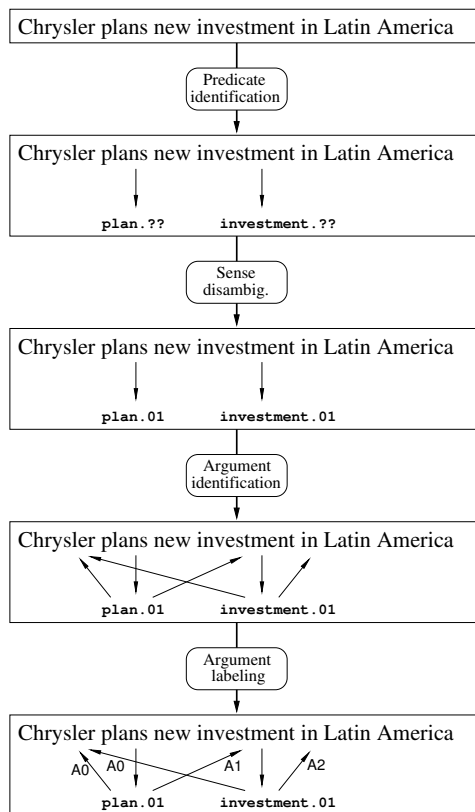 Chrysler plans new investment in Latin America
Predicate
identification
Chrysler plans new investment in Latin America
plan.?? investment.??
Sense
disambig.
Chrysler plans new investment in Latin America
plan.01 investment.01
Argument
identification
Chrysler plans new investment in Latin America
plan.01 investment.01
Argument
labeling
Chrysler plans new investment in Latin America
A0 A0 A1 A2
plan.01 investment.01